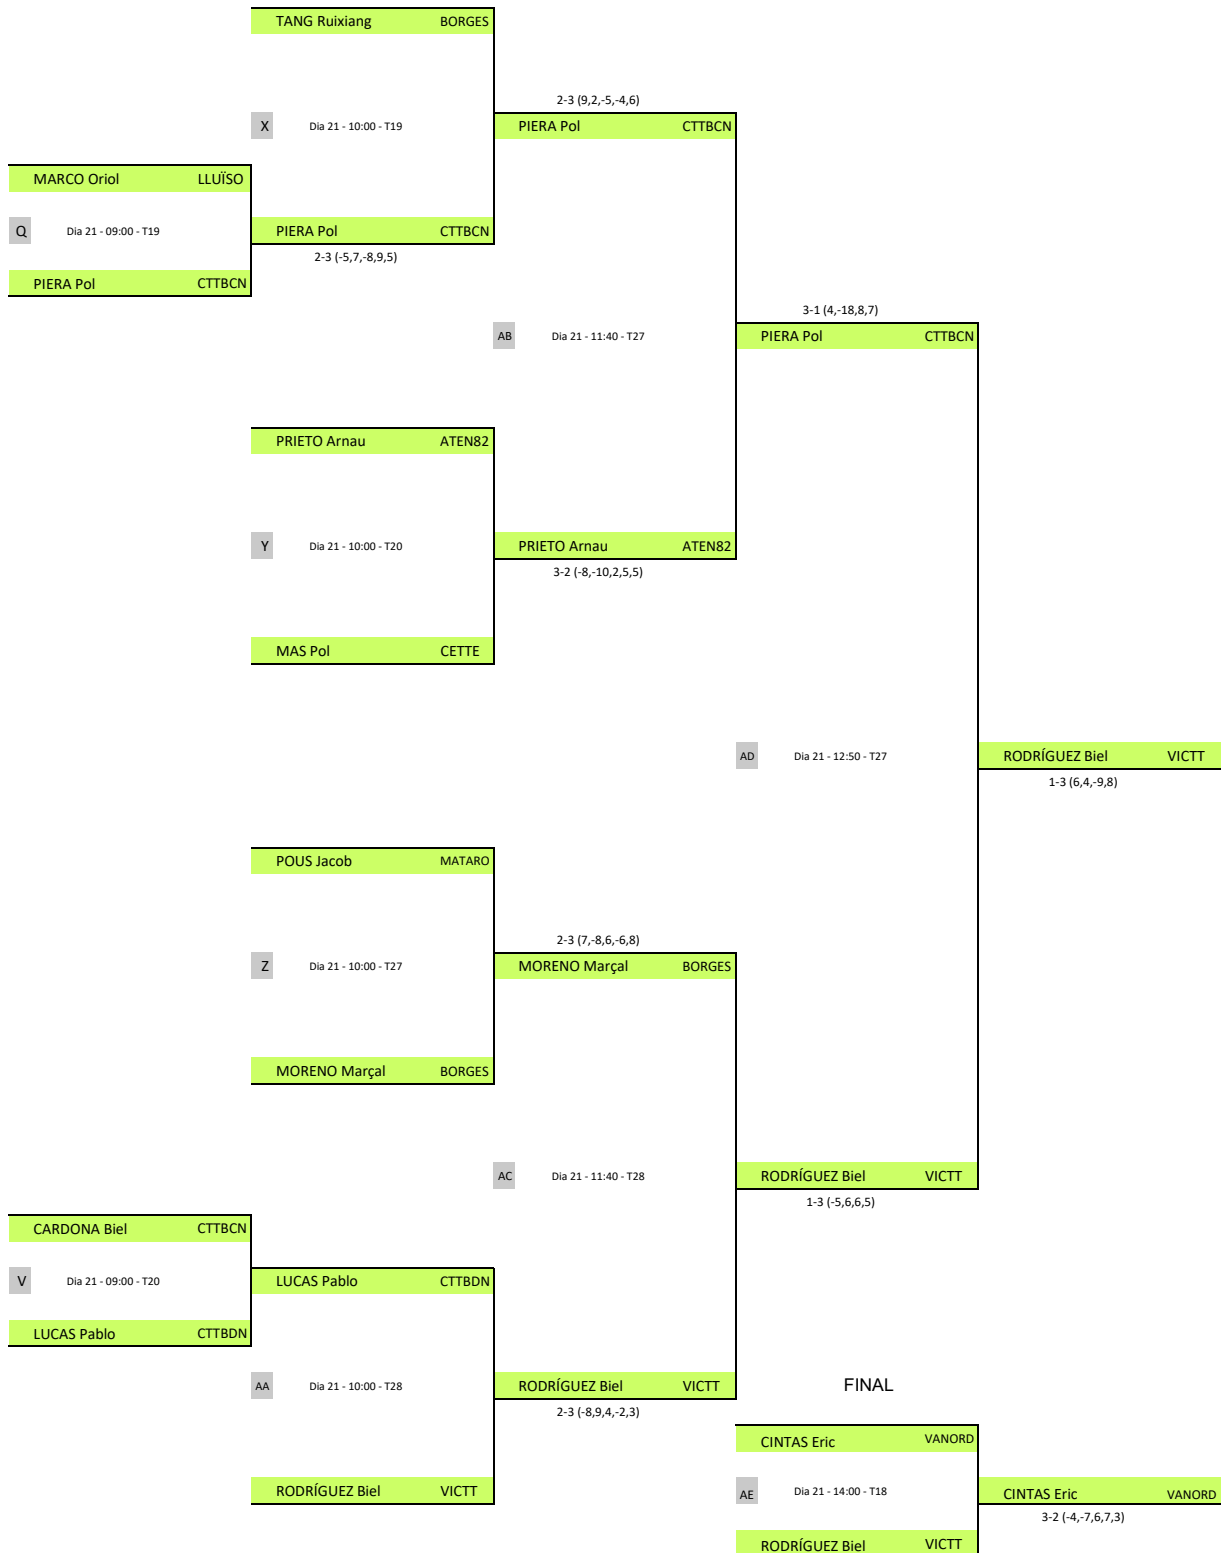 TANG Ruixiang BORGES
2-3 (9,2,-5,-4,6)
X Dia 21 - 10:00 - T19 PIERA Pol CTTBCN
MARCO Oriol LLUÏSO
Q Dia 21 - 09:00 - T19 PIERA Pol CTTBCN
2-3 (-5,7,-8,9,5)
PIERA Pol CTTBCN
3-1 (4,-18,8,7)
AB Dia 21 - 11:40 - T27 PIERA Pol CTTBCN
PRIETO Arnau ATEN82
Y Dia 21 - 10:00 - T20 PRIETO Arnau ATEN82
3-2 (-8,-10,2,5,5)
MAS Pol CETTE
AD Dia 21 - 12:50 - T27 RODRÍGUEZ Biel VICTT
1-3 (6,4,-9,8)
POUS Jacob MATARO
2-3 (7,-8,6,-6,8)
Z Dia 21 - 10:00 - T27 MORENO Marçal BORGES
MORENO Marçal BORGES
AC Dia 21 - 11:40 - T28 RODRÍGUEZ Biel VICTT
1-3 (-5,6,6,5)
CARDONA Biel CTTBCN
V Dia 21 - 09:00 - T20 LUCAS Pablo CTTBDN
LUCAS Pablo CTTBDN
AA Dia 21 - 10:00 - T28 RODRÍGUEZ Biel VICTT FINAL
2-3 (-8,9,4,-2,3)
CINTAS Eric VANORD
RODRÍGUEZ Biel VICTT AE Dia 21 - 14:00 - T18 CINTAS Eric VANORD
3-2 (-4,-7,6,7,3)
RODRÍGUEZ Biel VICTT